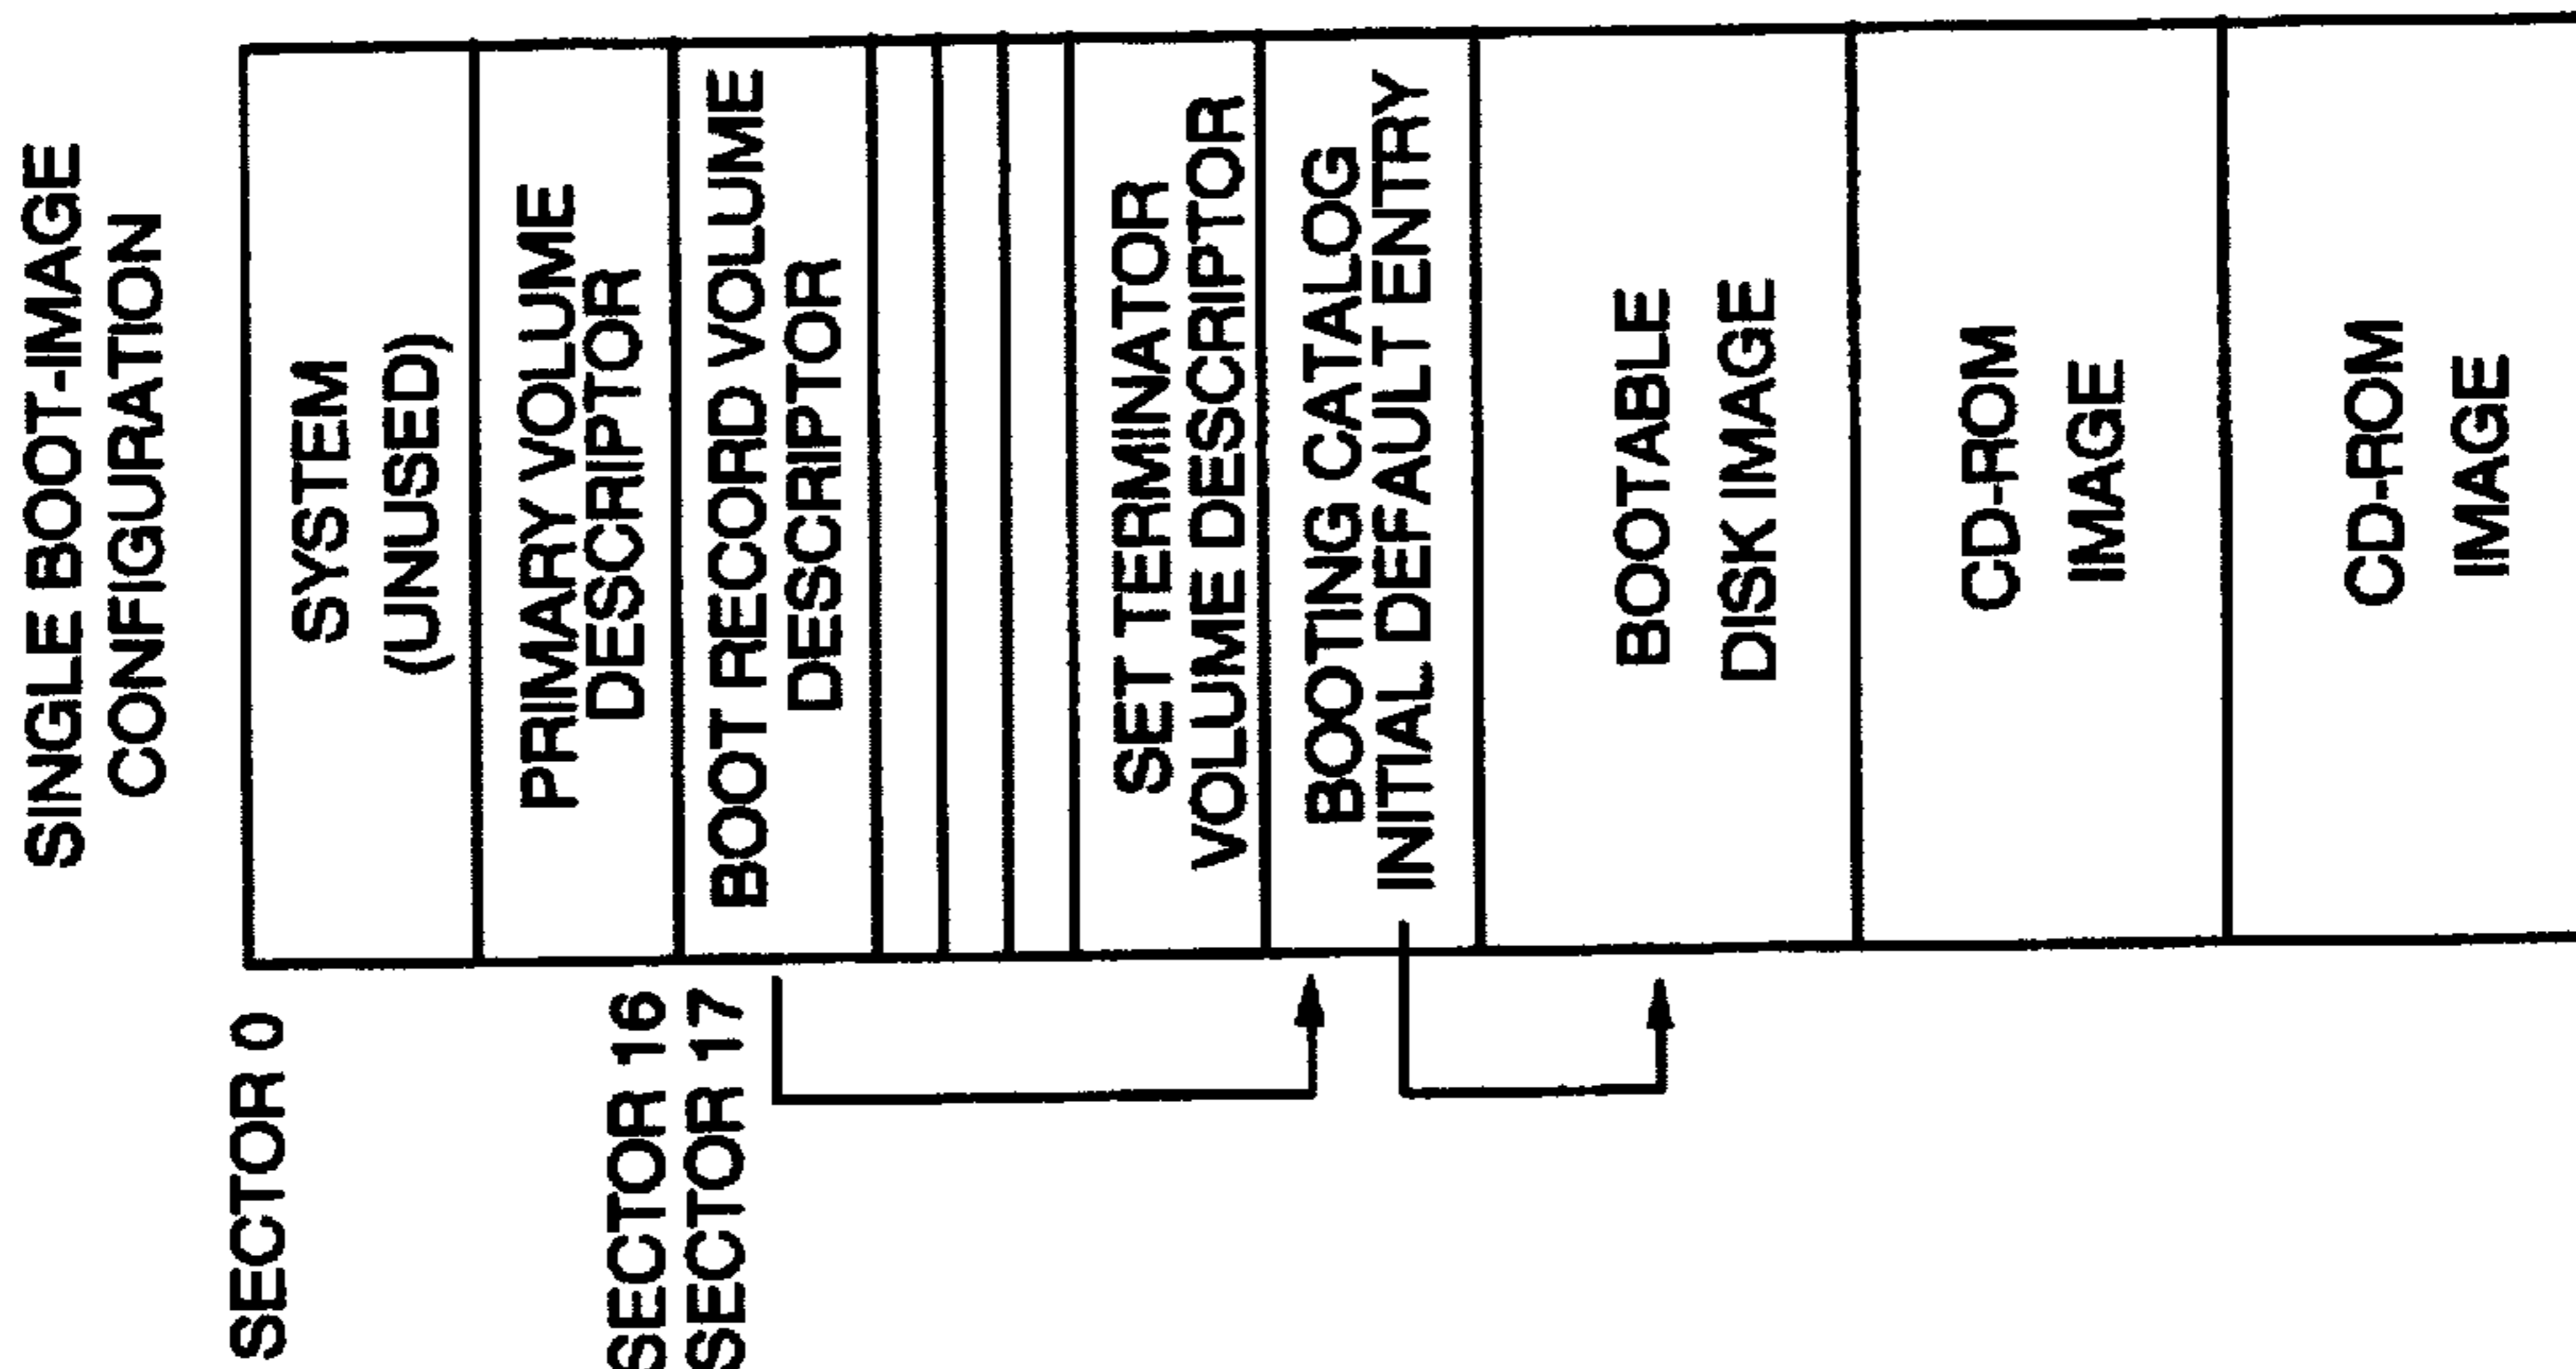 SINGLE BOOT-IMAGE
CONFIGURATION
SECTOR 0
SYSTEM
(UNUSED)
PRIMARY VOLUME
DESCRIPTOR
SECTOR 16
SECTOR 17
BOOT RECORD VOLUME
DESCRIPTOR
SET TERMINATOR
VOLUME DESCRIPTOR
BOOTING CATALOG
INITIAL DEFAULT ENTRY
BOOTABLE
DISK IMAGE
CD-ROM
IMAGE
CD-ROM
IMAGE